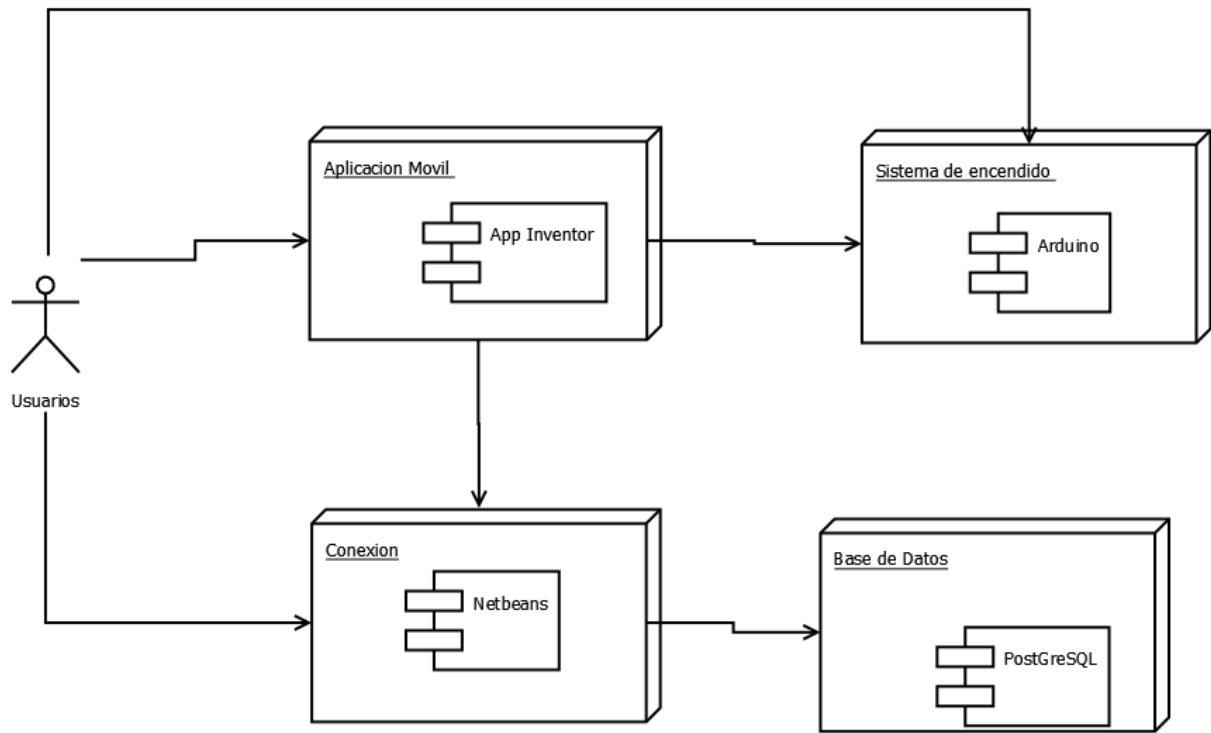 Aplicacion Movil
App Inventor
Sistema de encendido
Arduino
Usuarios
Conexion
Netbeans
Base de Datos
PostGreSQL